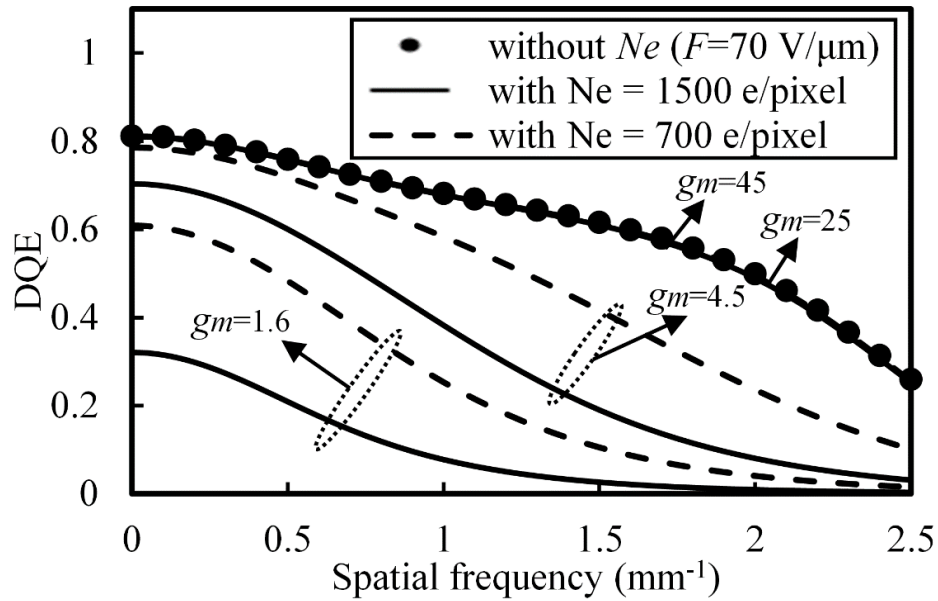 1
0.8
0.6
0.4
0.2
0
DQE
without Ne (F=70 V/μm)
with Ne = 1500 e/pixel
with Ne = 700 e/pixel
gm=45
gm=25
gm=4.5
gm=1.6
0 0.5 1 1.5 2 2.5
Spatial frequency (mm⁻¹)